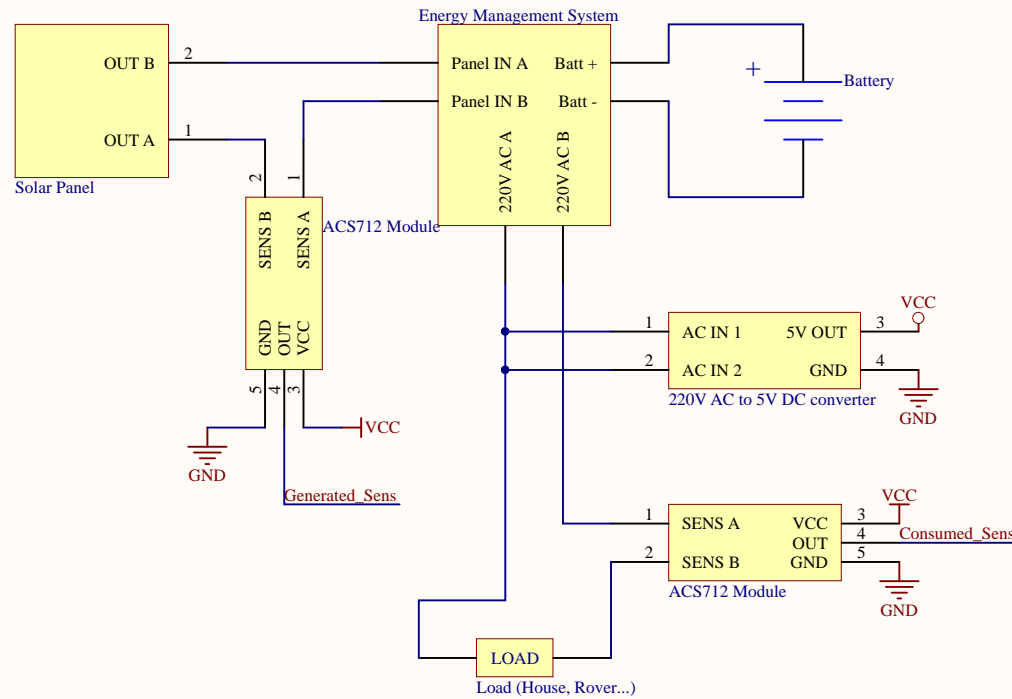 Energy Management System
OUT B
2
Panel IN A
Batt +
+
Battery
Panel IN B
Batt -
OUT A
1
220V AC A
220V AC B
Solar Panel
2
1
SENS B
SENS A
ACS712 Module
GND
OUT
VCC
5
4
3
VCC
GND
Generated_Sens
VCC
1
AC IN 1
5V OUT
3
2
AC IN 2
GND
4
220V AC to 5V DC converter
GND
VCC
1
SENS A
VCC
3
OUT
4
Consumed_Sens
2
SENS B
GND
5
ACS712 Module
GND
LOAD
Load (House, Rover...)